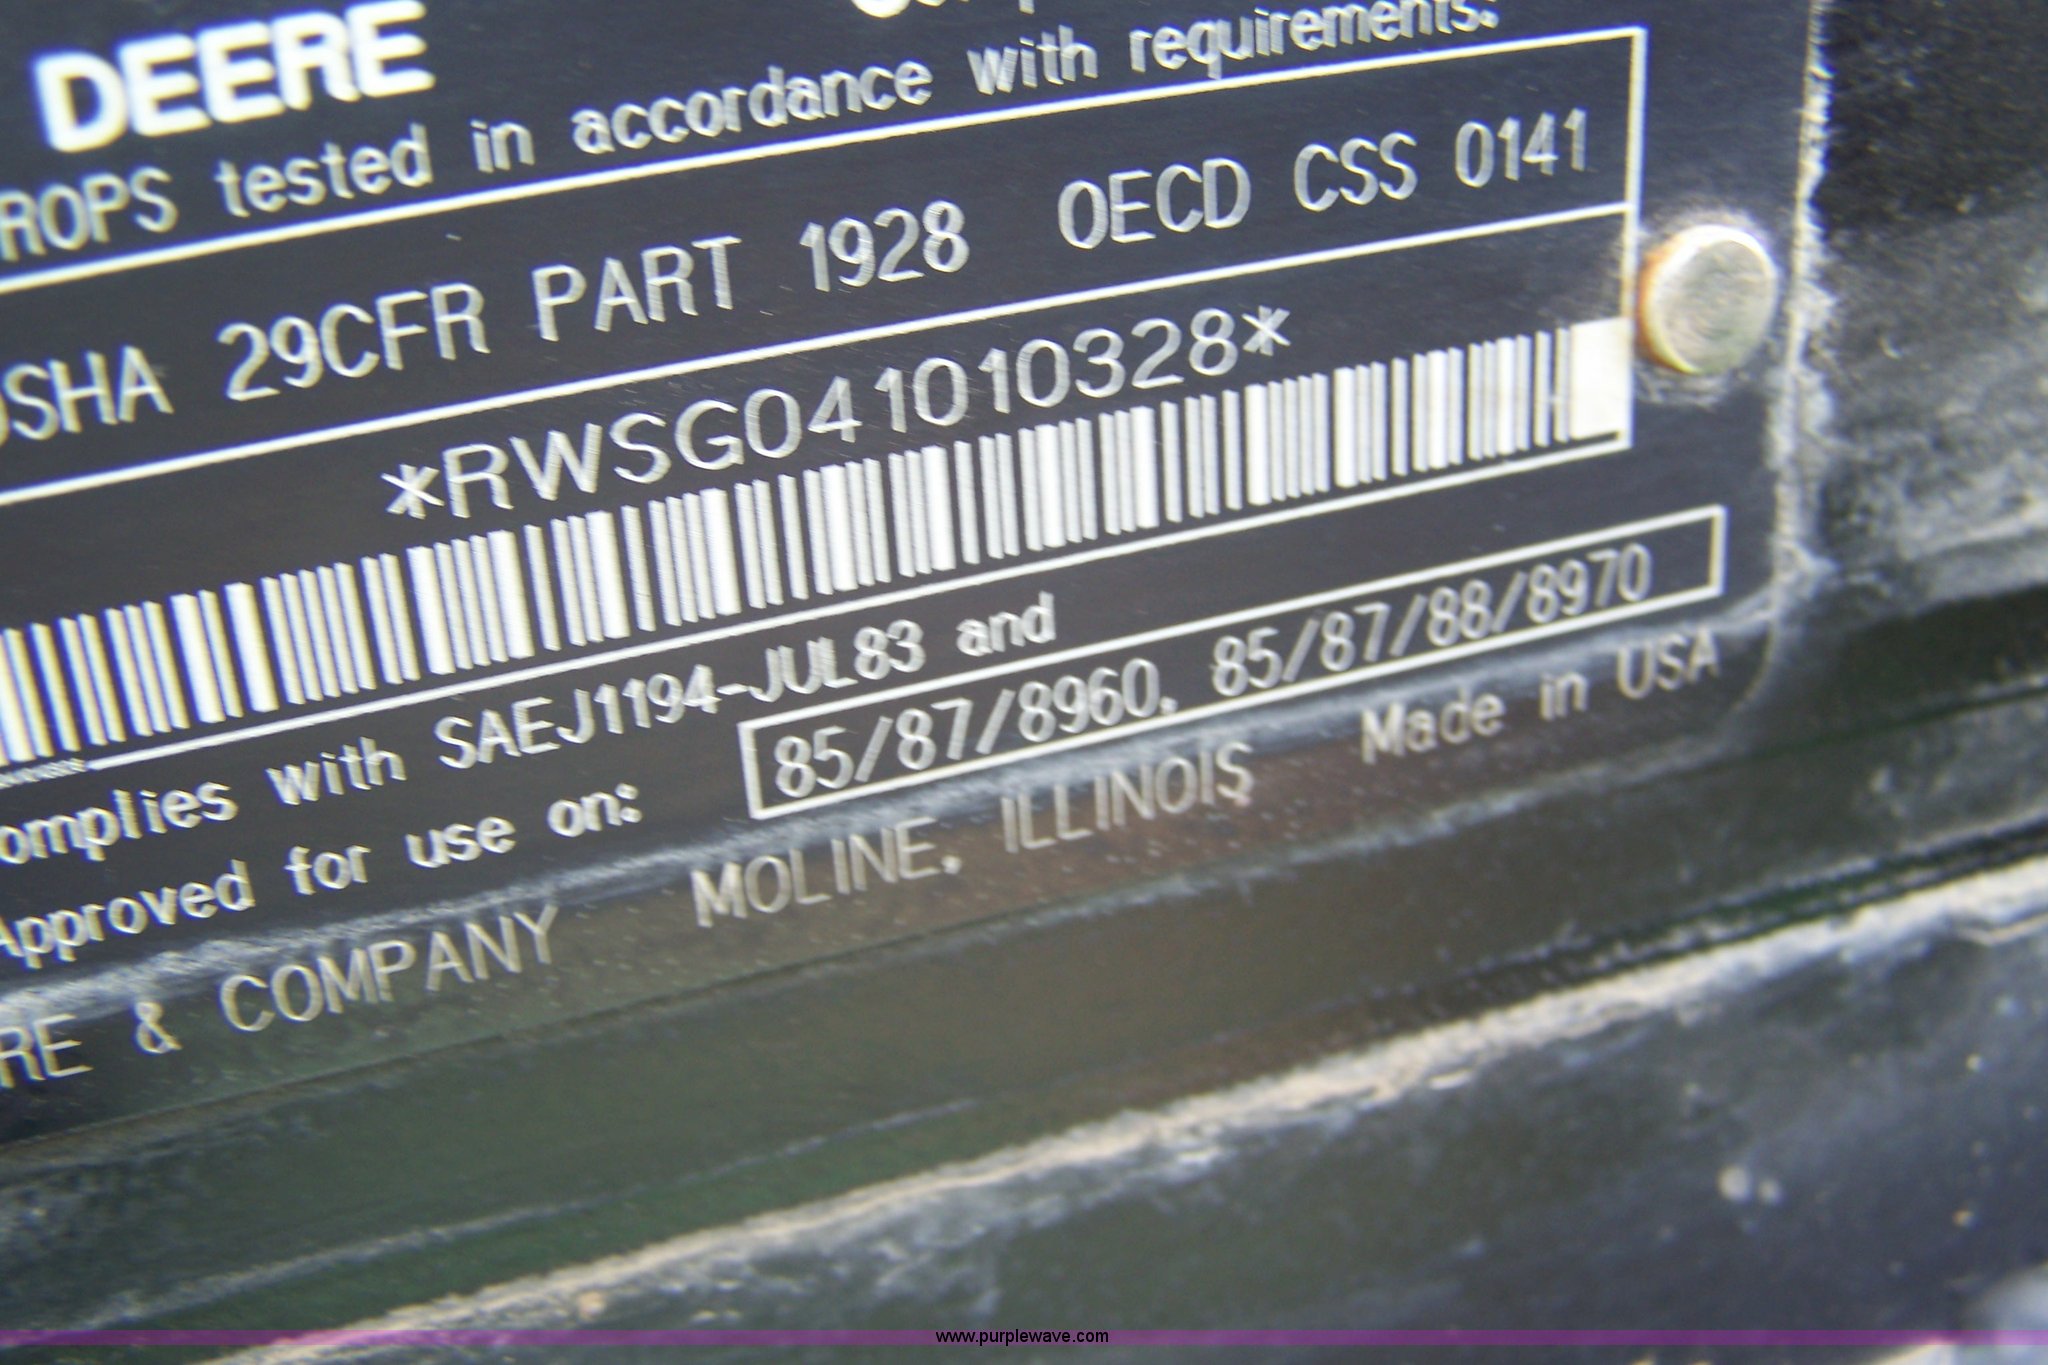 DEERE
ROPS tested in accordance with requirements.
OSHA 29CFR PART 1928 OECD CSS 0141
*RWSG041010328*
omplies with SAEJ1194-JUL83 and
Approved for use on: 85/87/8960, 85/87/88/8970
RE & COMPANY MOLINE, ILLINOIS Made in USA
www.purplewave.com